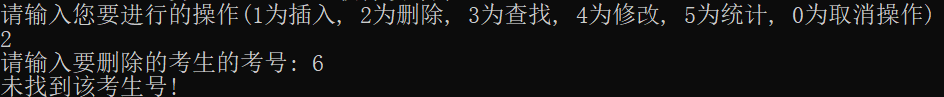 请输入您要进行的操作(1为插入, 2为删除, 3为查找, 4为修改, 5为统计, 0为取消操作)
2
请输入要删除的考生的考号: 6
未找到该考生号!